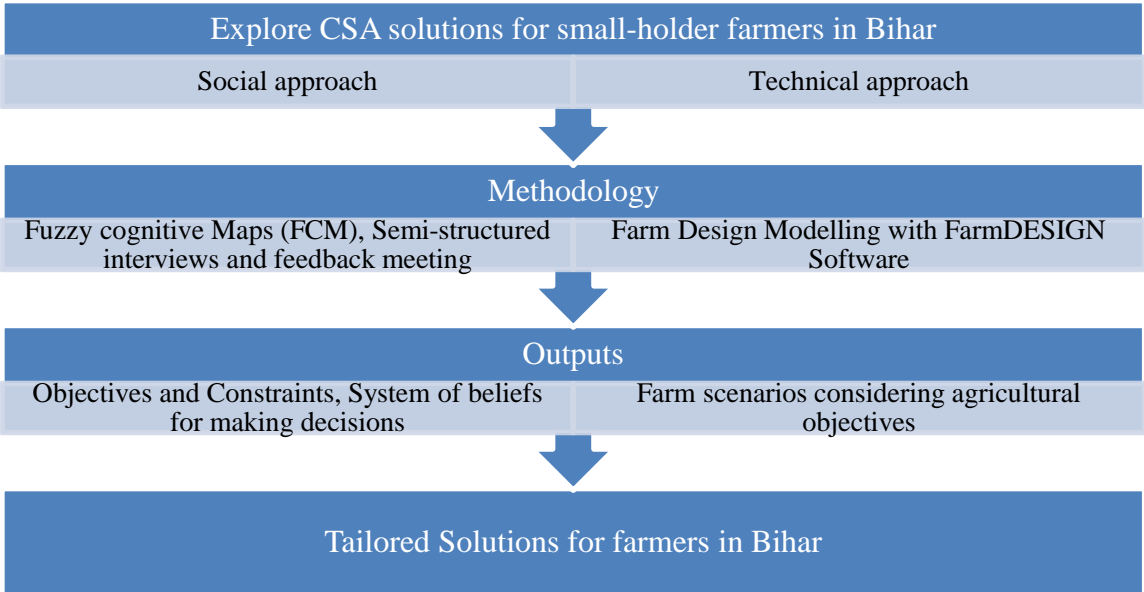 Explore CSA solutions for small-holder farmers in Bihar
Social approach
Technical approach
Methodology
Fuzzy cognitive Maps (FCM), Semi-structured
interviews and feedback meeting
Farm Design Modelling with FarmDESIGN
Software
Outputs
Objectives and Constraints, System of beliefs
for making decisions
Farm scenarios considering agricultural
objectives
Tailored Solutions for farmers in Bihar